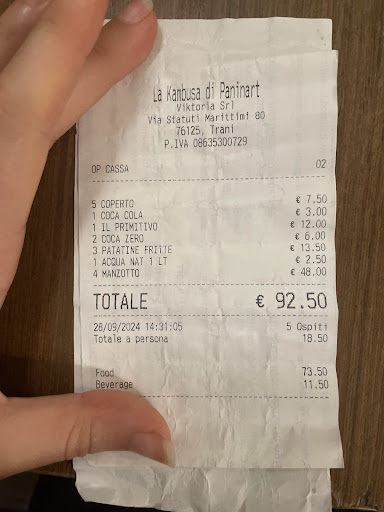 La Kambusa di Paninart
Viktoria Srl
Via Statuti Marittimi 80
76125, Trani
P.IVA 08635300729
OP CASSA 02
5 COPERTO € 7.50
1 COCA COLA € 3.00
1 IL PRIMITIVO € 12.00
2 COCA ZERO € 6.00
3 PATATINE FRITTE € 13.50
1 ACQUA NAT 1 LT € 2.50
4 MANZOTTO € 48.00
TOTALE € 92.50
28/09/2024 14:31:05 5 Ospiti
Totale a persona 18.50
Food 73.50
Beverage 11.50